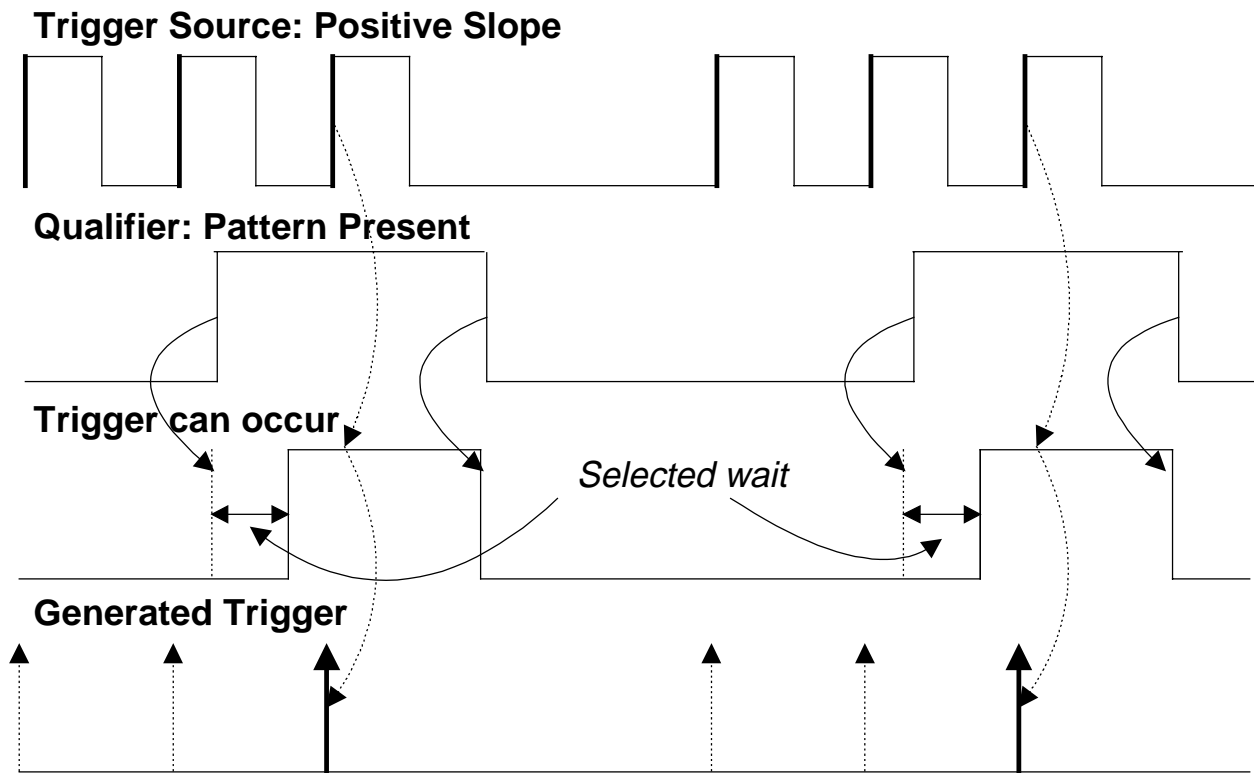 Trigger Source: Positive Slope
Qualifier: Pattern Present
Trigger can occur
Selected wait
Generated Trigger